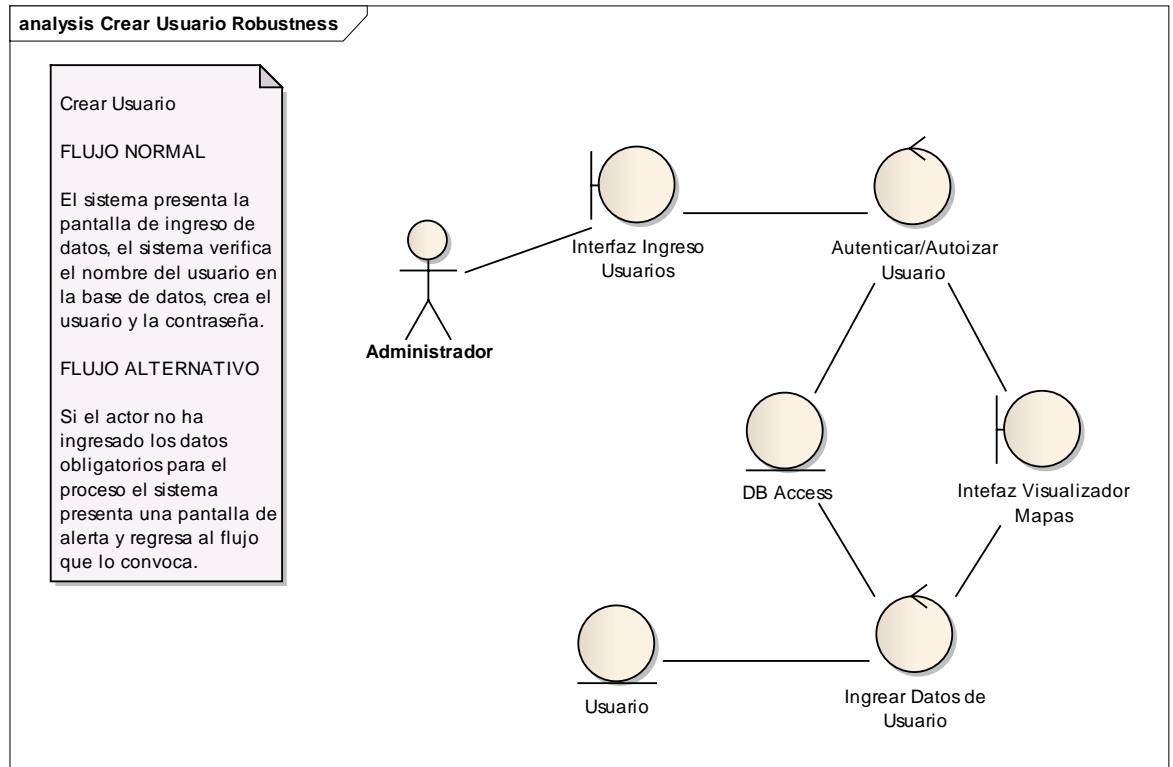 analysis Crear Usuario Robustness
Crear Usuario
FLUJO NORMAL
El sistema presenta la
pantalla de ingreso de
datos, el sistema verifica
el nombre del usuario en
la base de datos, crea el
usuario y la contraseña.
FLUJO ALTERNATIVO
Si el actor no ha
ingresado los datos
obligatorios para el
proceso el sistema
presenta una pantalla de
alerta y regresa al flujo
que lo convoca.
Administrador
Interfaz Ingreso
Usuarios
Autenticar/Autoizar
Usuario
DB Access
Intefaz Visualizador
Mapas
Usuario
Ingrear Datos de
Usuario